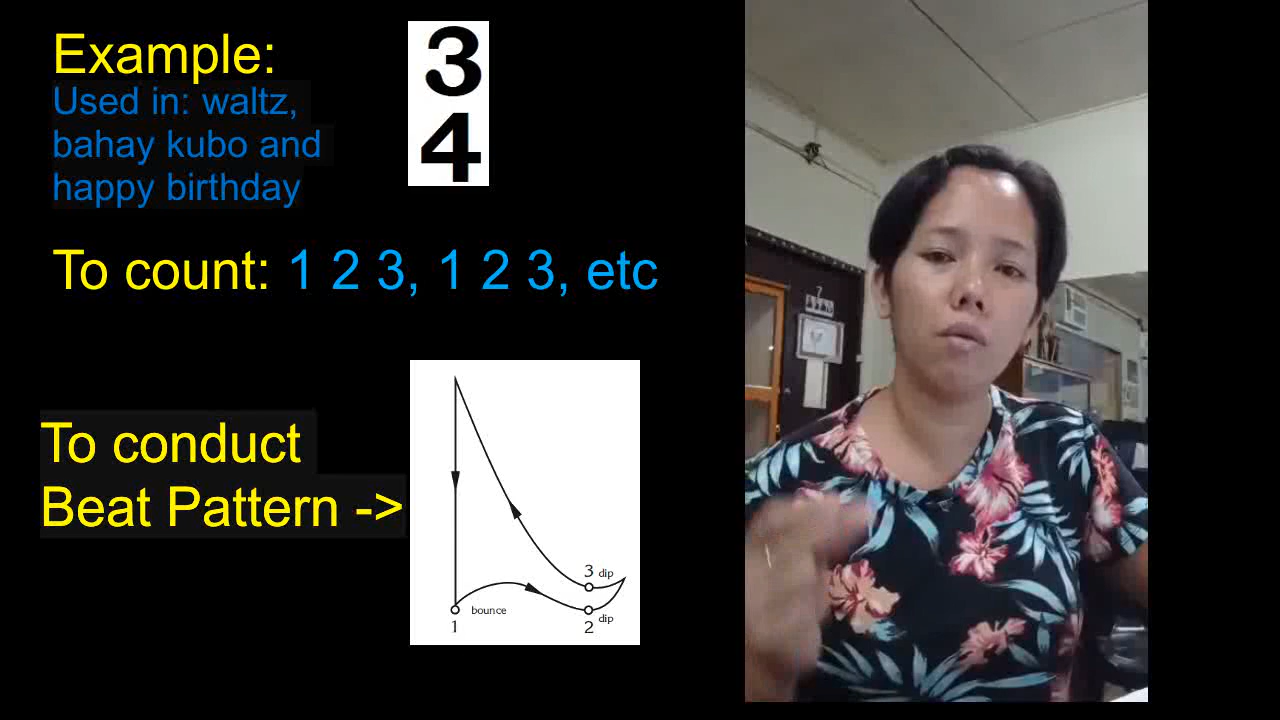 Example:
Used in: waltz,
bahay kubo and
happy birthday
3
4
To count: 1 2 3, 1 2 3, etc
To conduct
Beat Pattern ->
3 dip
bounce
dip
1
2